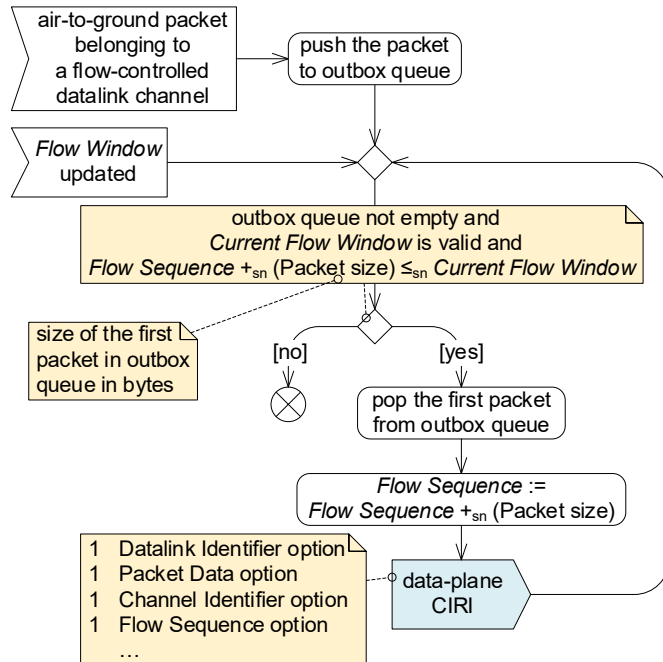 air-to-ground packet
belonging to
a flow-controlled
datalink channel
push the packet
to outbox queue
Flow Window
updated
outbox queue not empty and
Current Flow Window is valid and
Flow Sequence +sn (Packet size) ≤sn Current Flow Window
size of the first
packet in outbox
queue in bytes
[no]
[yes]
pop the first packet
from outbox queue
Flow Sequence :=
Flow Sequence +sn (Packet size)
1 Datalink Identifier option
1 Packet Data option
1 Channel Identifier option
1 Flow Sequence option
…
data-plane
CIRI